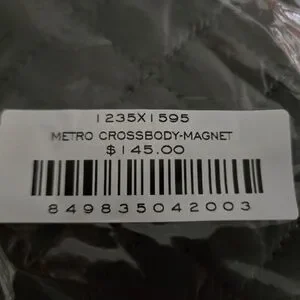 1235X1595
METRO CROSSBODY-MAGNET
$145.00
849835042003